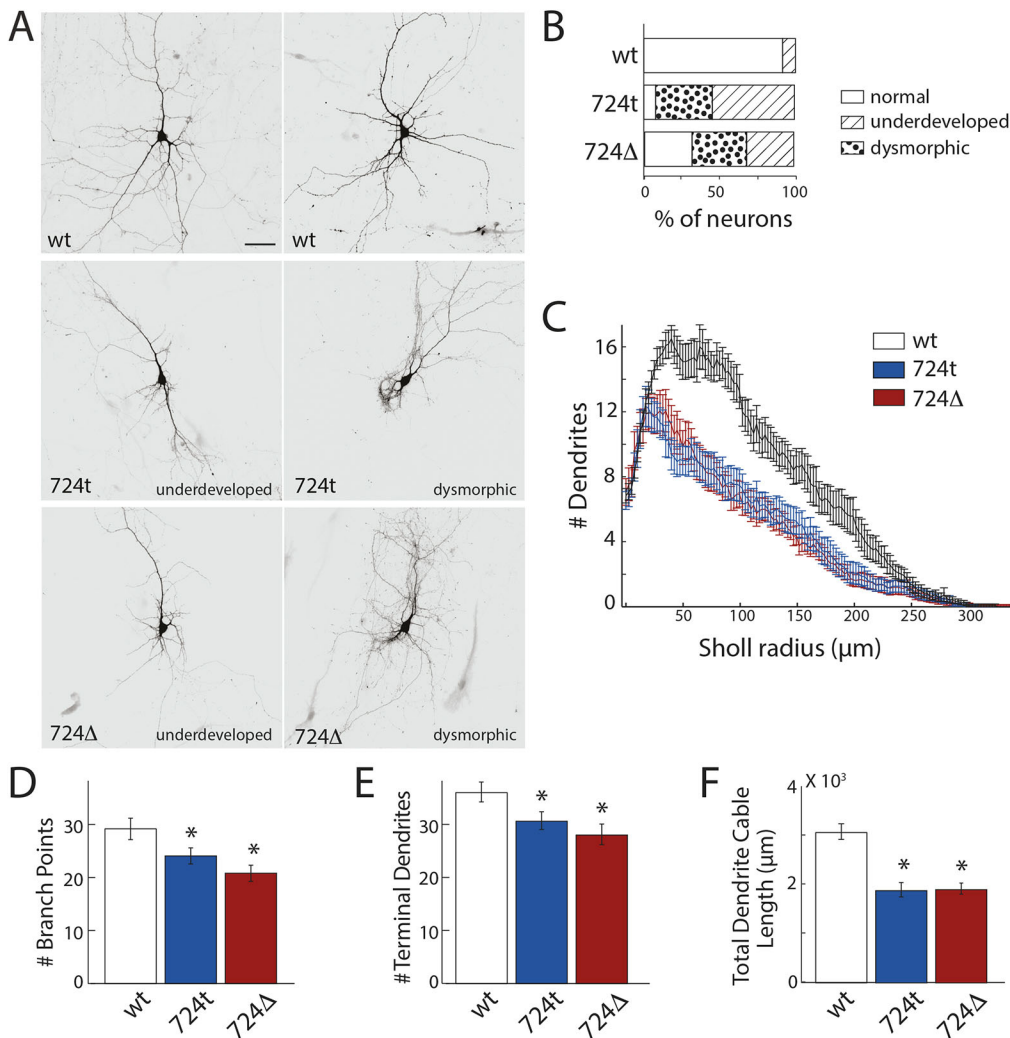 A
wt
wt
724t
underdeveloped
724t
dysmorphic
724Δ
underdeveloped
724Δ
dysmorphic
B
wt
724t
724Δ
0 50 100
% of neurons
normal
underdeveloped
dysmorphic
C
16
12
8
4
0
# Dendrites
50 100 150 200 250 300
Sholl radius (μm)
wt
724t
724Δ
D
30
20
10
0
# Branch Points
*
*
wt 724t 724Δ
E
30
20
10
0
# Terminal Dendrites
*
*
wt 724t 724Δ
F
X 10³
4
2
0
Total Dendrite Cable
Length (μm)
* *
wt 724t 724Δ